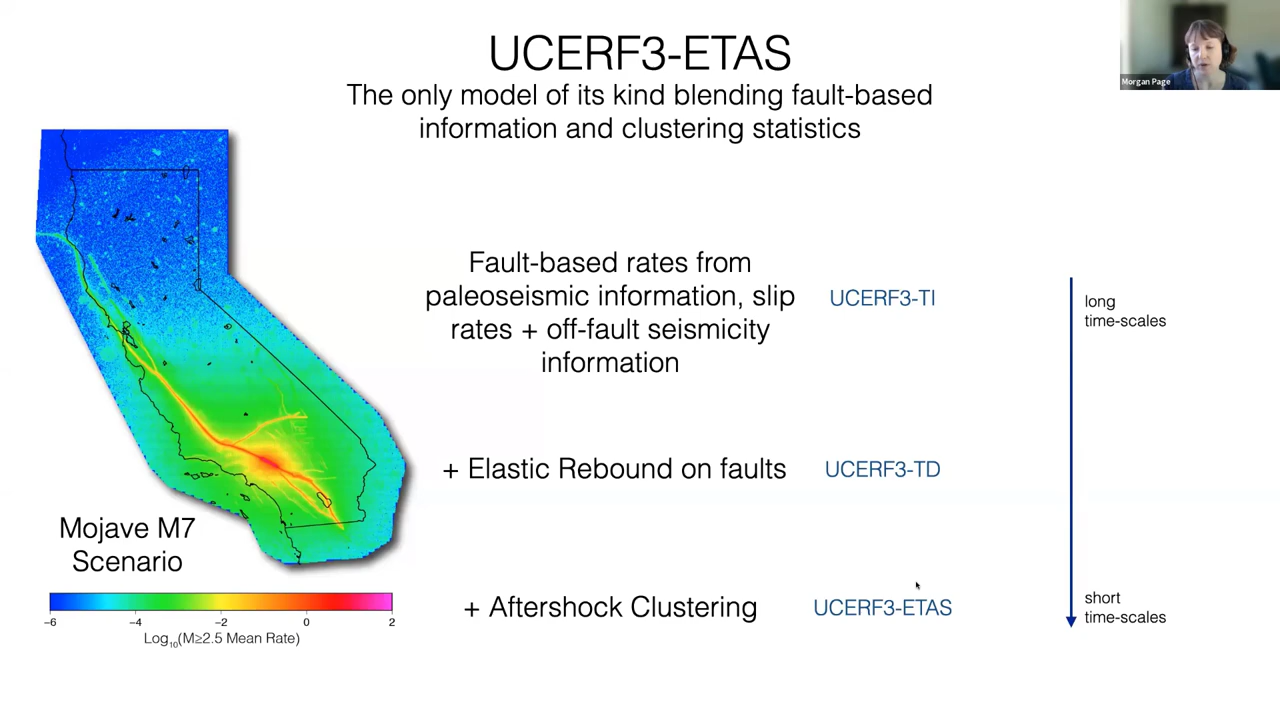 UCERF3-ETAS
The only model of its kind blending fault-based
information and clustering statistics
Morgan Page
Fault-based rates from
paleoseismic information, slip
rates + off-fault seismicity
information
UCERF3-TI
long
time-scales
+ Elastic Rebound on faults
UCERF3-TD
Mojave M7
Scenario
+ Aftershock Clustering
UCERF3-ETAS
short
time-scales
−6 −4 −2 0 2
Log10(M≥2.5 Mean Rate)